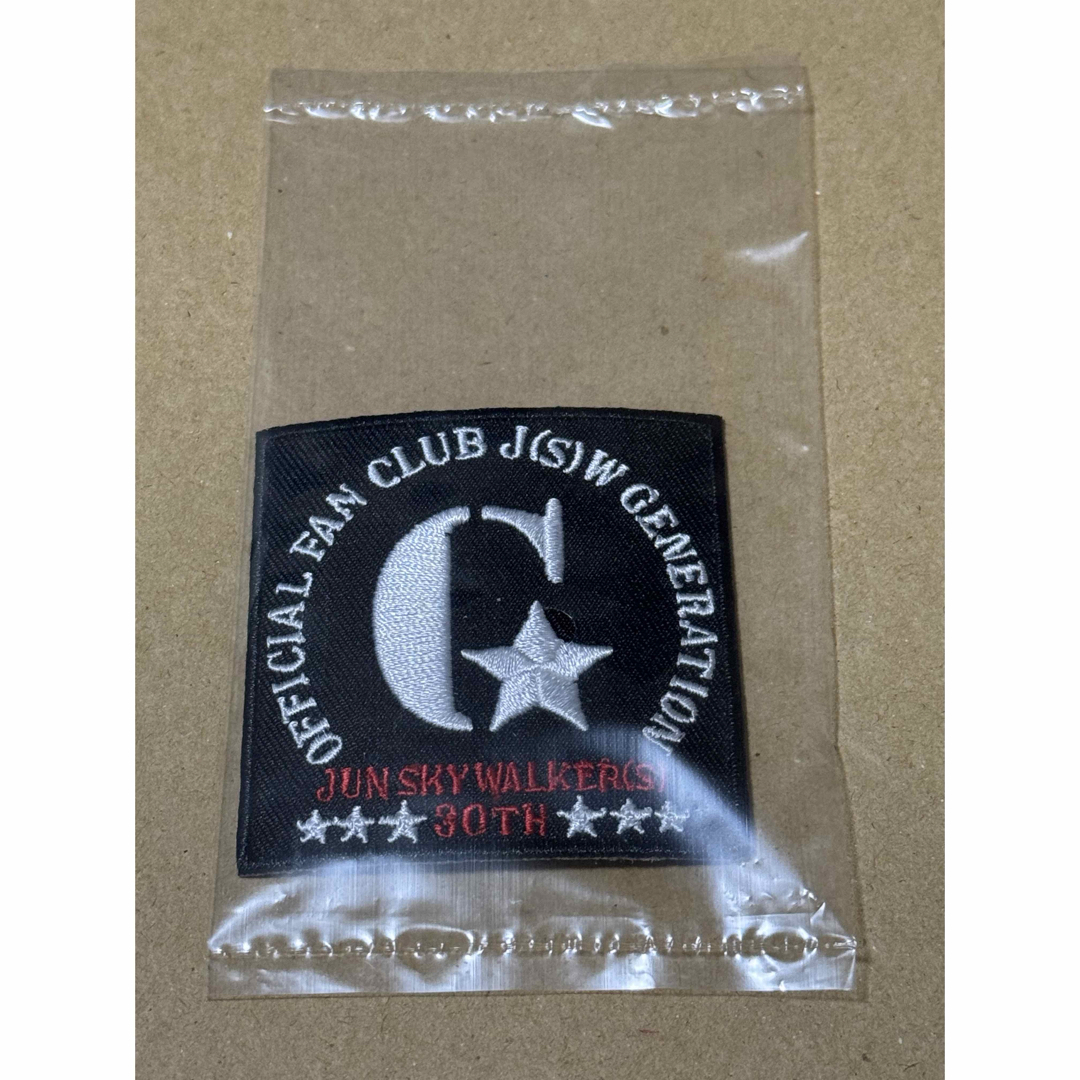 OFFICIAL FAN CLUB J(S)W GENERATION
G
JUN SKY WALKER(S)
★★★ 30TH ★★★